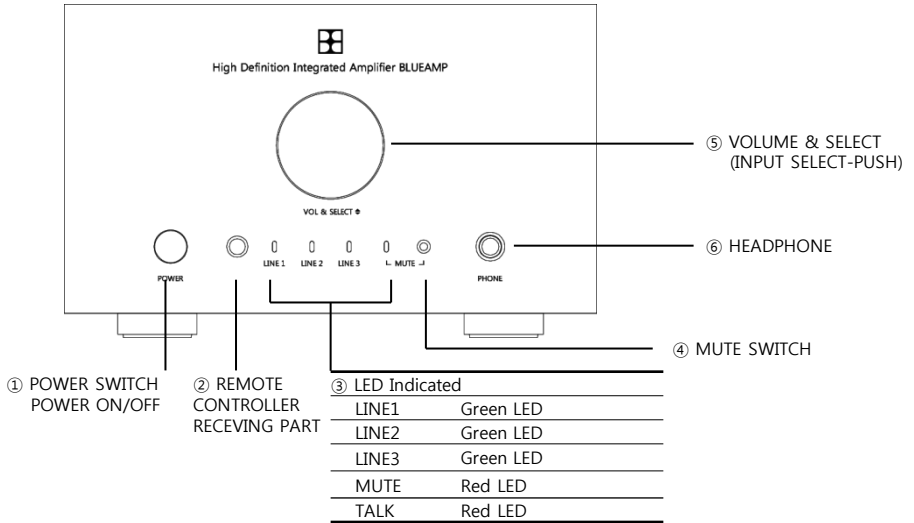 High Definition Integrated Amplifier BLUEAMP
⑤ VOLUME & SELECT
(INPUT SELECT-PUSH)
VOL & SELECT
⑥ HEADPHONE
LINE 1 LINE 2 LINE 3 MUTE
POWER
PHONE
④ MUTE SWITCH
① POWER SWITCH
POWER ON/OFF
② REMOTE
CONTROLLER
RECEVING PART
③ LED Indicated
LINE1 Green LED
LINE2 Green LED
LINE3 Green LED
MUTE Red LED
TALK Red LED